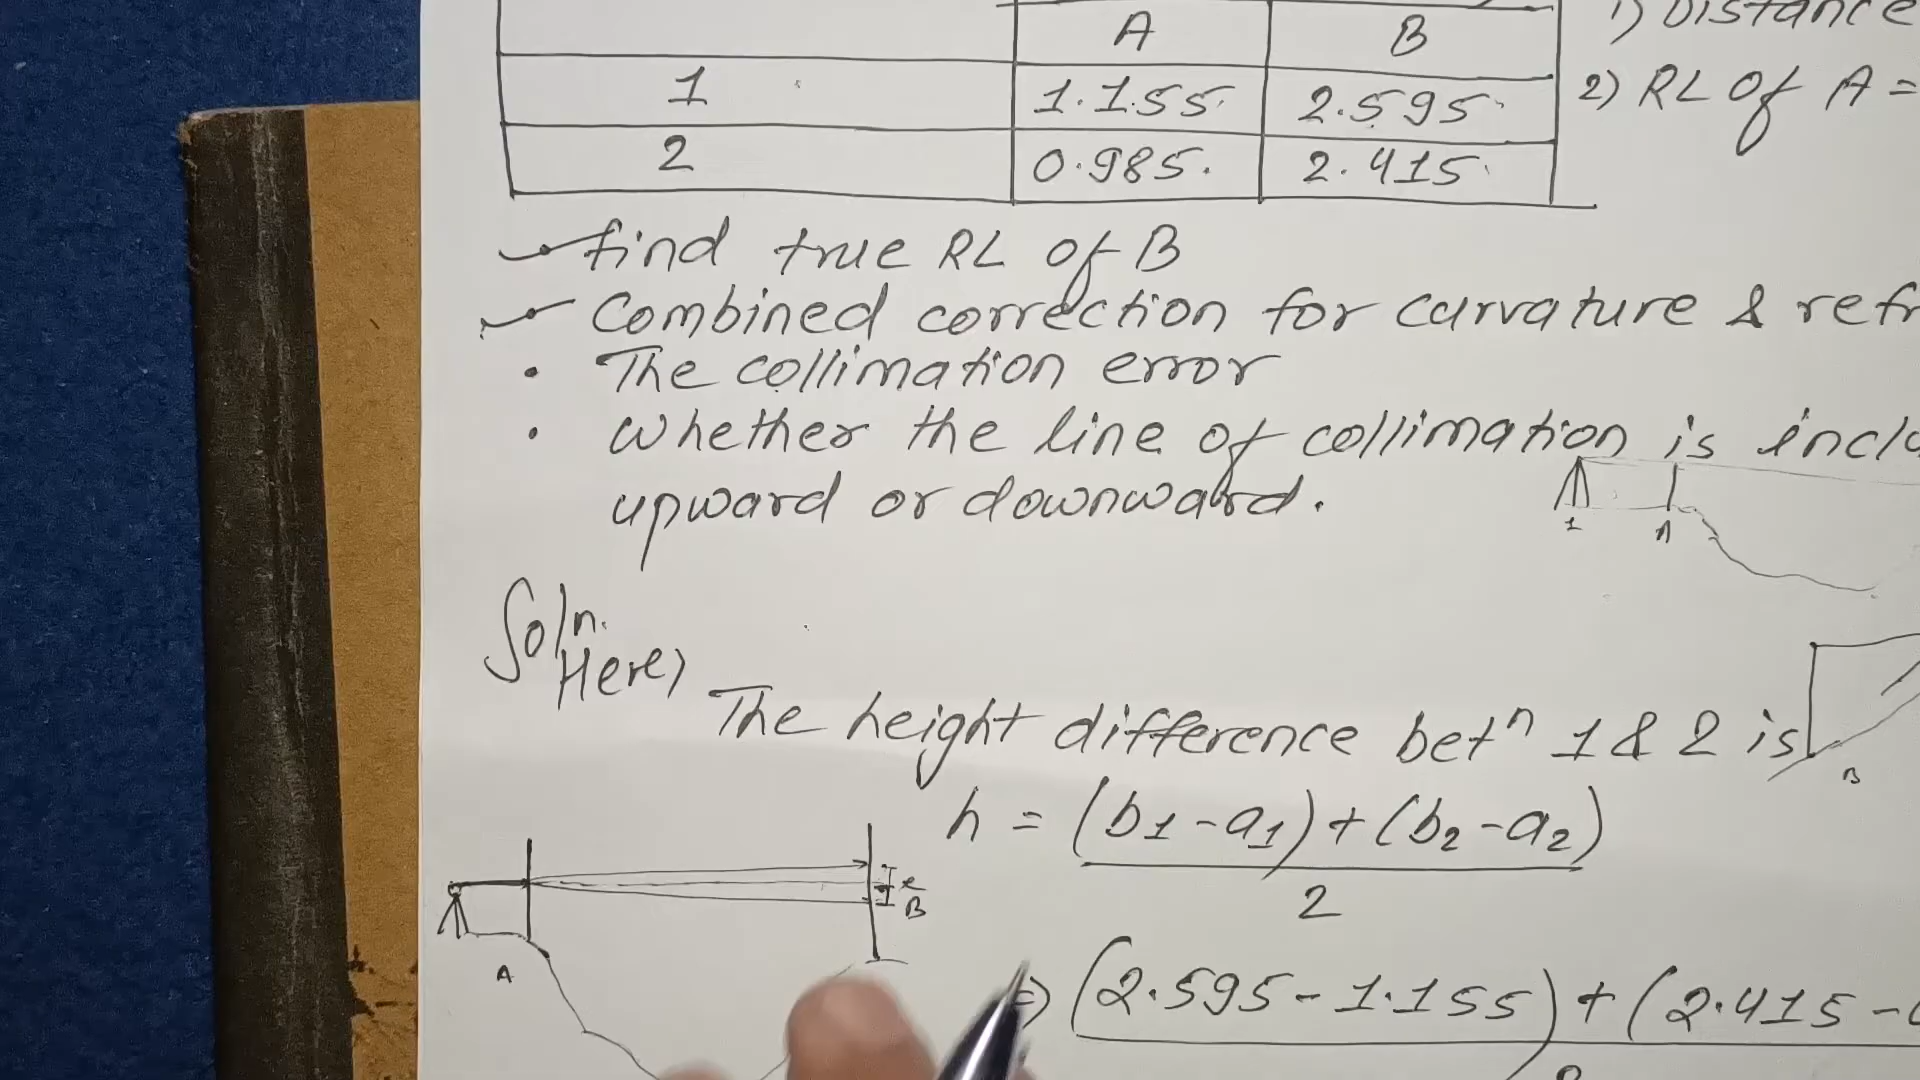 A B
1) Distance
1 1.155 2.595
2) RL of A =
2 0.985 2.415
find true RL of B
Combined correction for curvature &
• The collimation error
• Whether the line of collimation is
upward or downward.
1 A
Soln.
Here,
The height difference betn 1 & 2 is
B
h = (b1-a1)+(b2-a2)
2
e
B
A
=> (2.595-1.155)+(2.415-